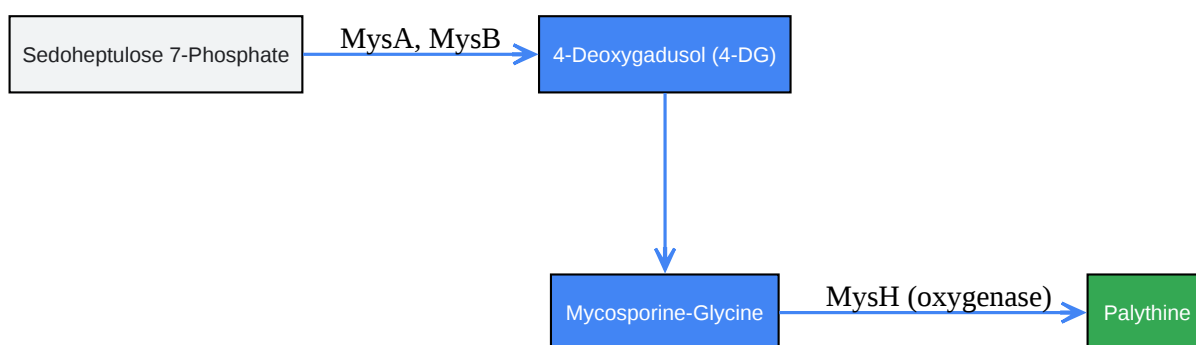 Sedoheptulose 7-Phosphate
MysA, MysB
4-Deoxygadusol (4-DG)
Mycosporine-Glycine
MysH (oxygenase)
Palythine